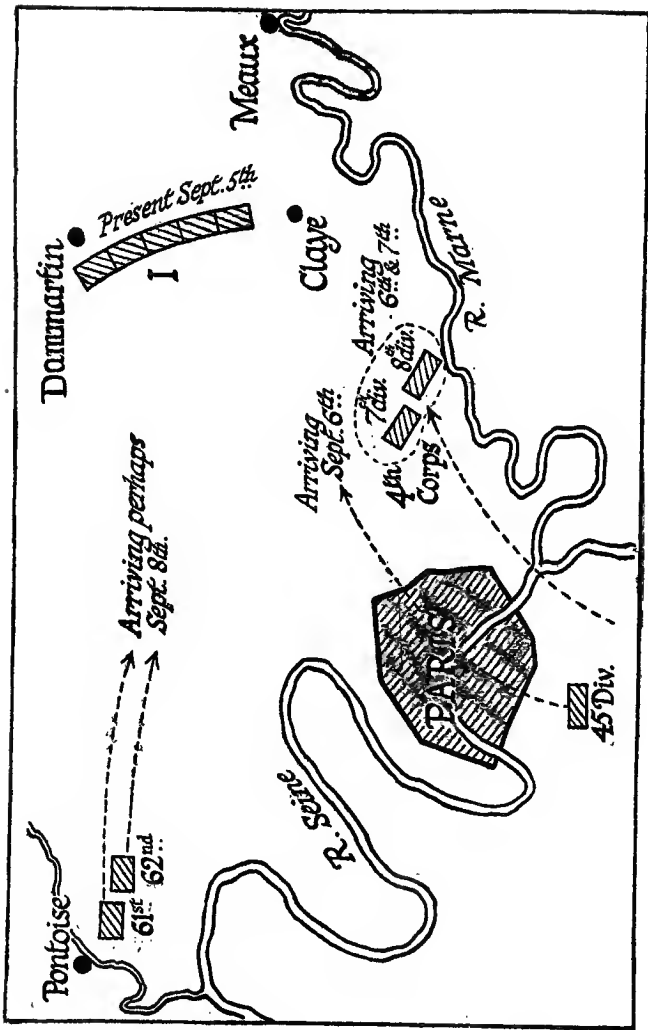 Pontoise
61st 62nd
Arriving perhaps
Sept. 8th.
Dammartin
Present Sept. 5th
I
Meaux
Claye
Arriving
6th & 7th
Arriving
Sept. 6th
7th div.
8th div.
4th
Corps
R. Marne
R. Seine
PARIS
45 Div.